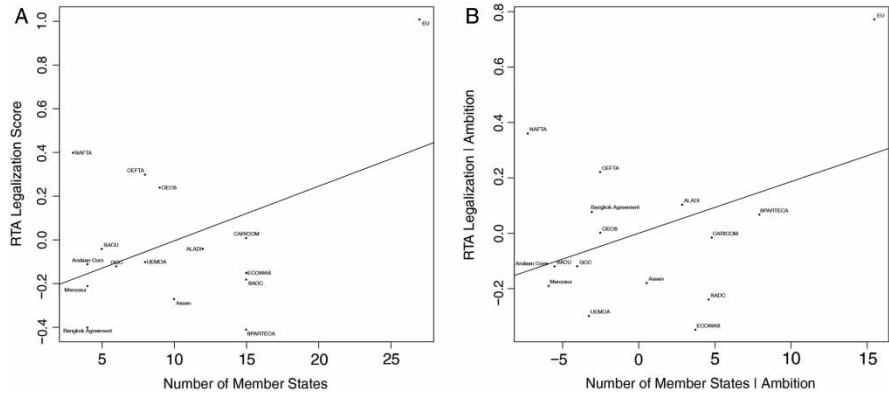 A
RTA Legalization Score
1.0
0.8
0.6
0.4
0.2
0.0
−0.2
−0.4
EU
NAFTA
CEFTA
OECS
CARICOM
SACU
ALADI
Andean Com
GCC
UEMOA
ECOWAS
SADC
Mercosur
Asean
Bangkok Agreement
SPARTECA
5
10
15
20
25
Number of Member States
B
RTA Legalization | Ambition
0.8
0.6
0.4
0.2
0.0
−0.2
EU
NAFTA
CEFTA
ALADI
Bangkok Agreement
SPARTECA
OECS
CARICOM
Andean Com
SACU
GCC
Asean
Mercosur
SADC
UEMOA
ECOWAS
−5
0
5
10
15
Number of Member States | Ambition